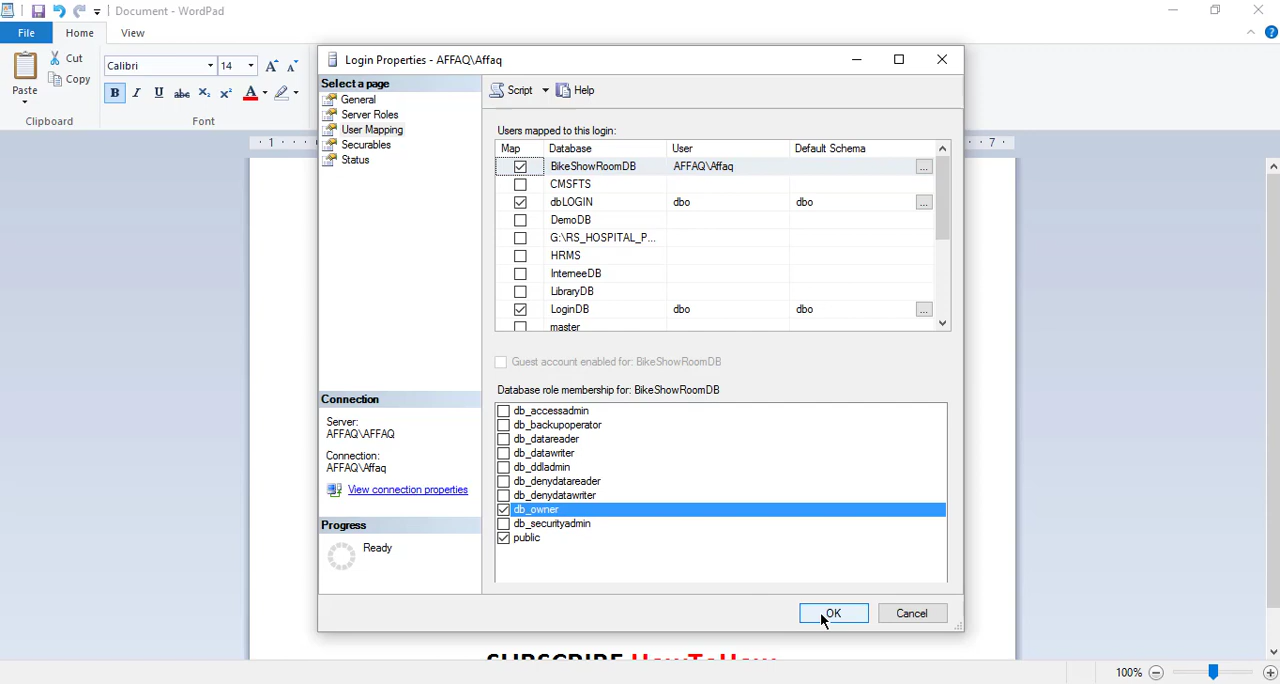 Document - WordPad
File Home View
Cut
Copy
Paste
Calibri 14
Clipboard
Font
Login Properties - AFFAQ\Affaq
Select a page
General
Server Roles
User Mapping
Securables
Status
Connection
Server:
AFFAQ\AFFAQ
Connection:
AFFAQ\Affaq
View connection properties
Progress
Ready
Script Help
Users mapped to this login:
Map Database User Default Schema
BikeShowRoomDB AFFAQ\Affaq ...
CMSFTS
dbLOGIN dbo dbo ...
DemoDB
G:\RS_HOSPITAL_P...
HRMS
InterneeDB
LibraryDB
LoginDB dbo dbo ...
master
Guest account enabled for: BikeShowRoomDB
Database role membership for: BikeShowRoomDB
db_accessadmin
db_backupoperator
db_datareader
db_datawriter
db_ddladmin
db_denydatareader
db_denydatawriter
db_owner
db_securityadmin
public
OK Cancel
SUBSCRIBE HowToHow
100%